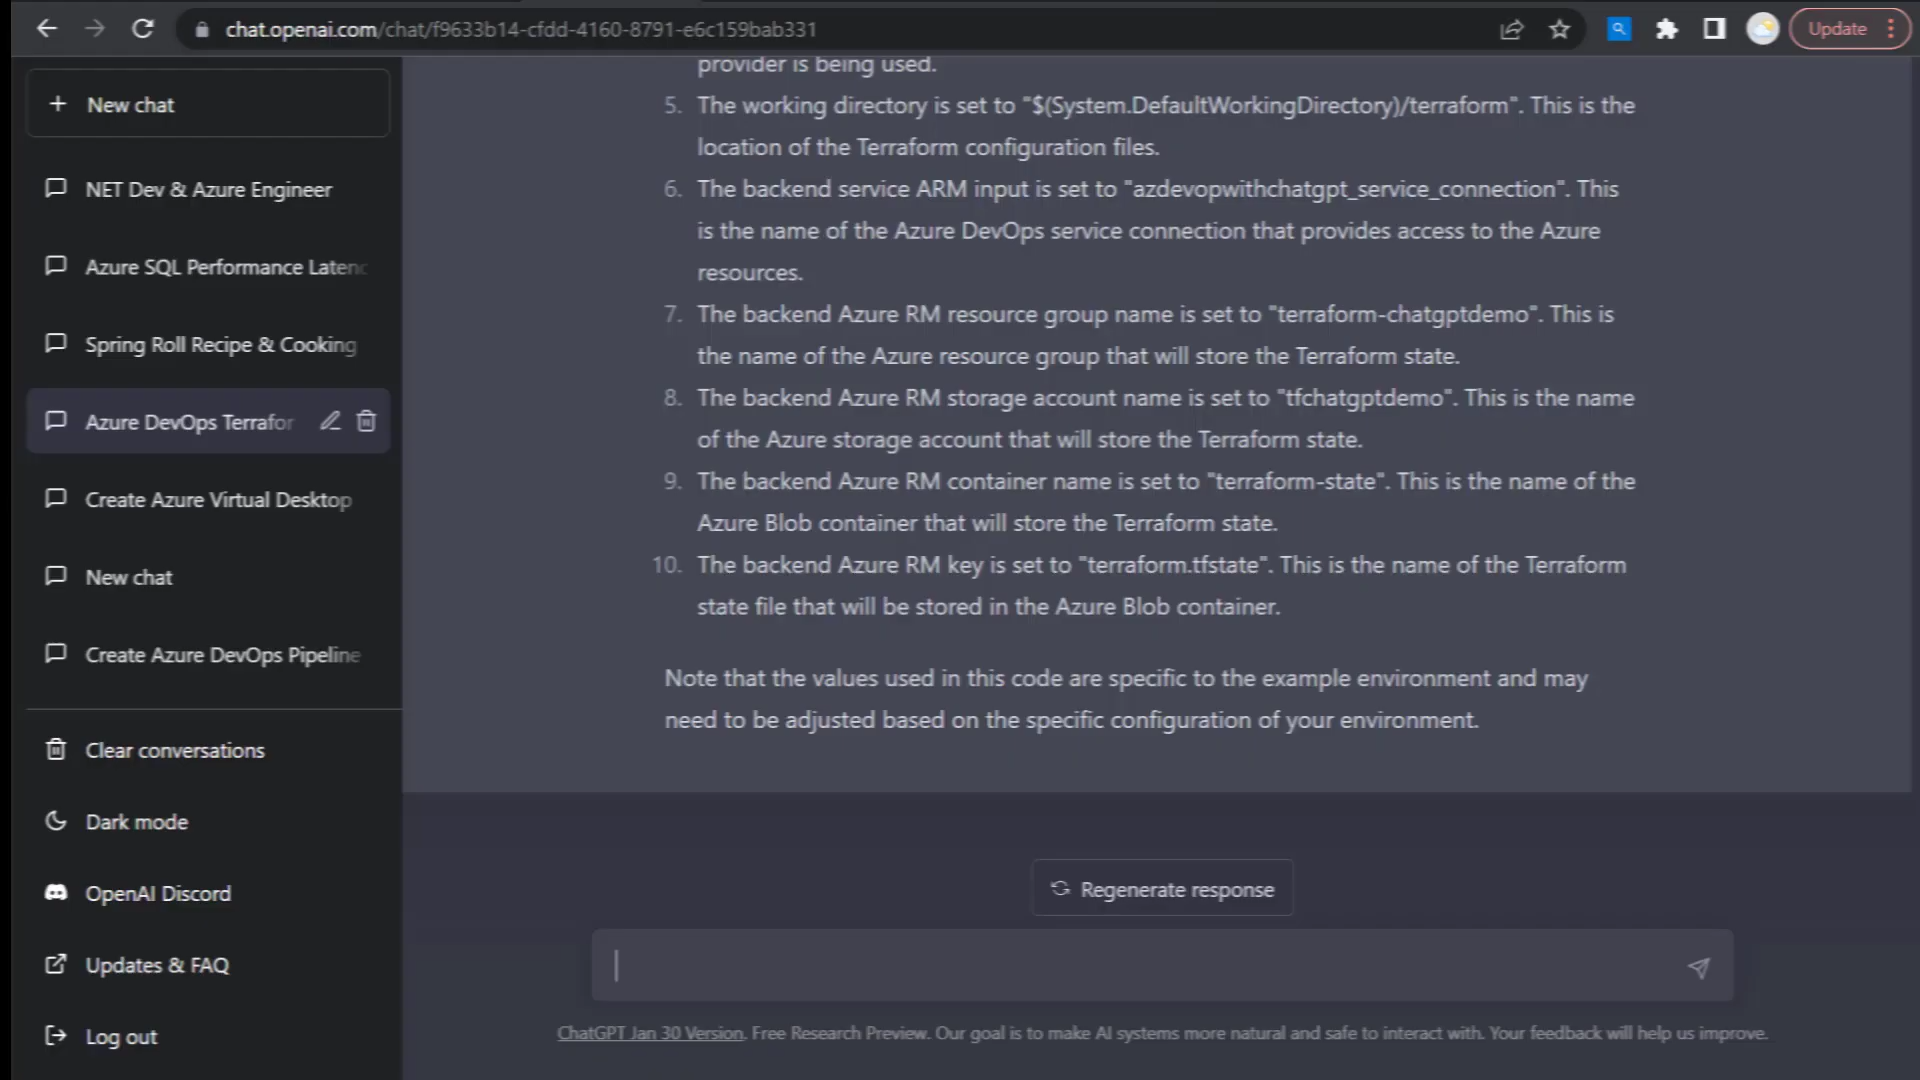 chat.openai.com/chat/f9633b14-cfdd-4160-8791-e6c159bab331
Update
New chat
NET Dev & Azure Engineer
Azure SQL Performance Latenc
Spring Roll Recipe & Cooking
Azure DevOps Terrafor
Create Azure Virtual Desktop
New chat
Create Azure DevOps Pipeline
Clear conversations
Dark mode
OpenAI Discord
Updates & FAQ
Log out
provider is being used.
5. The working directory is set to "$(System.DefaultWorkingDirectory)/terraform". This is the
location of the Terraform configuration files.
6. The backend service ARM input is set to "azdevopwithchatgpt_service_connection". This
is the name of the Azure DevOps service connection that provides access to the Azure
resources.
7. The backend Azure RM resource group name is set to "terraform-chatgptdemo". This is
the name of the Azure resource group that will store the Terraform state.
8. The backend Azure RM storage account name is set to "tfchatgptdemo". This is the name
of the Azure storage account that will store the Terraform state.
9. The backend Azure RM container name is set to "terraform-state". This is the name of the
Azure Blob container that will store the Terraform state.
10. The backend Azure RM key is set to "terraform.tfstate". This is the name of the Terraform
state file that will be stored in the Azure Blob container.
Note that the values used in this code are specific to the example environment and may
need to be adjusted based on the specific configuration of your environment.
Regenerate response
ChatGPT Jan 30 Version. Free Research Preview. Our goal is to make AI systems more natural and safe to interact with. Your feedback will help us improve.